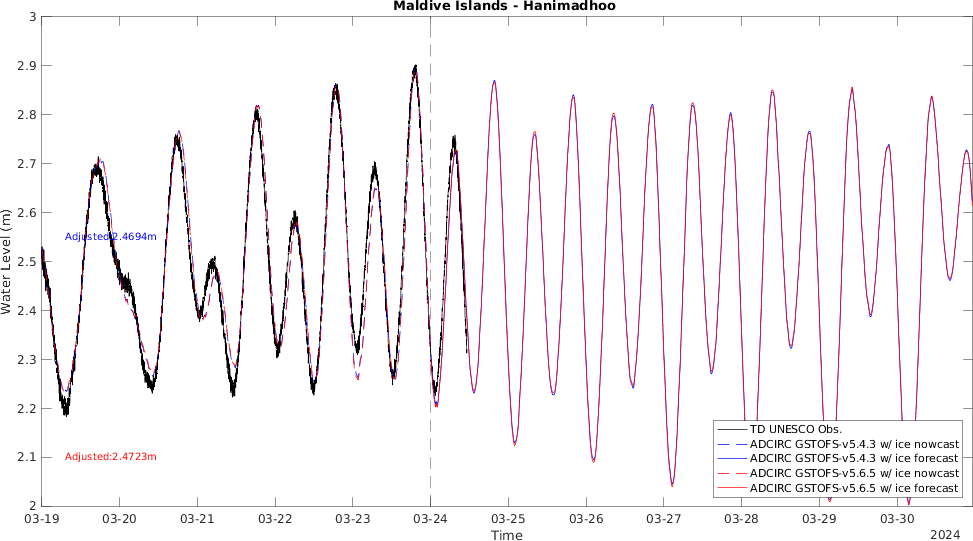 Maldive Islands - Hanimadhoo
Water Level (m)
3
2.9
2.8
2.7
2.6
2.5
2.4
2.3
2.2
2.1
2
Adjusted:2.4694m
Adjusted:2.4723m
TD UNESCO Obs.
ADCIRC GSTOFS-v5.4.3 w/ ice nowcast
ADCIRC GSTOFS-v5.4.3 w/ ice forecast
ADCIRC GSTOFS-v5.6.5 w/ ice nowcast
ADCIRC GSTOFS-v5.6.5 w/ ice forecast
03-19 03-20 03-21 03-22 03-23 03-24 03-25 03-26 03-27 03-28 03-29 03-30
Time
2024